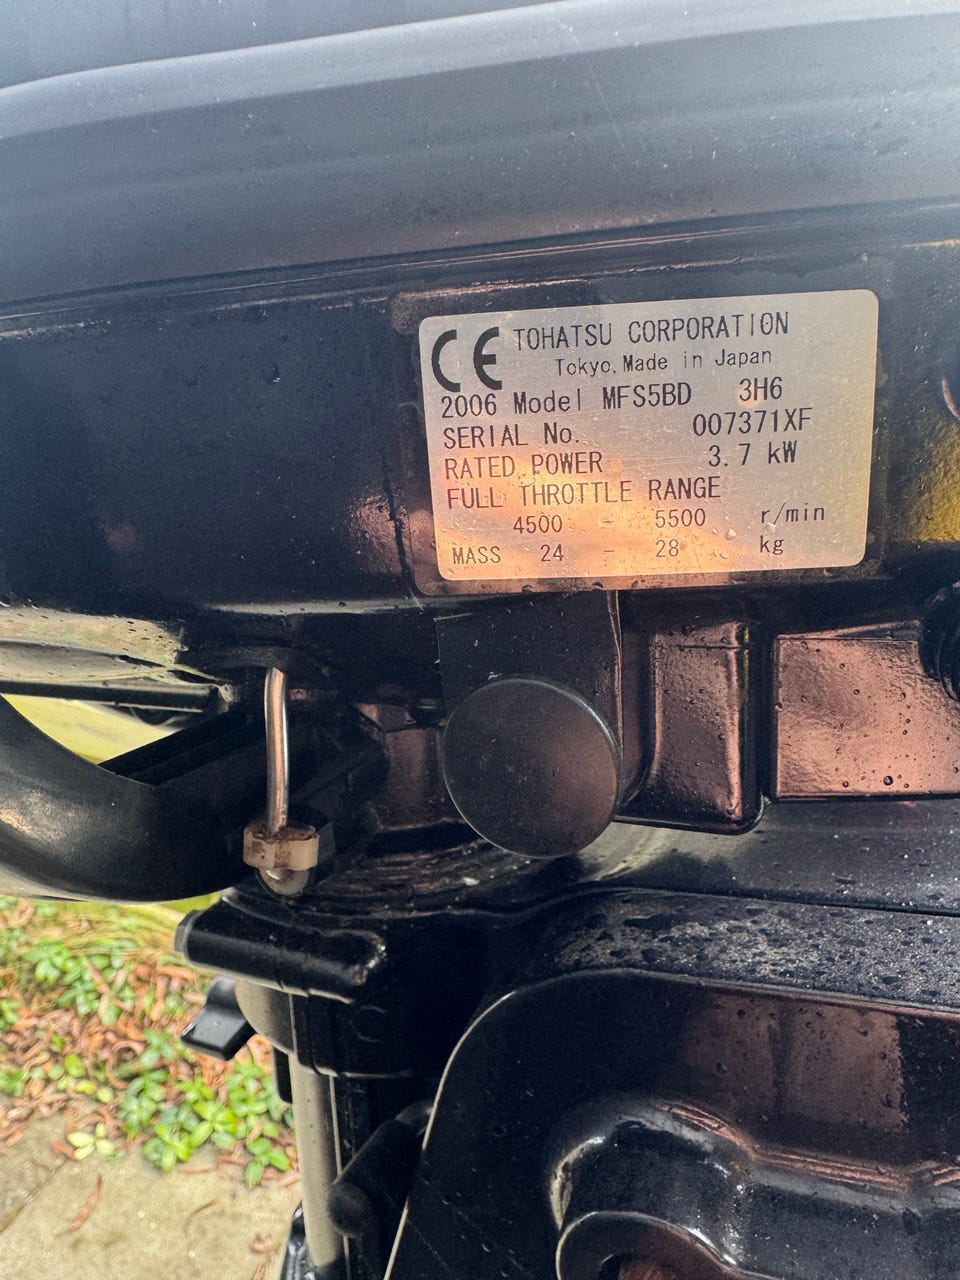 CE TOHATSU CORPORATION
Tokyo, Made in Japan
2006 Model MFS5BD 3H6
SERIAL No. 007371XF
RATED POWER 3.7 kW
FULL THROTTLE RANGE
4500 - 5500 r/min
MASS 24 - 28 kg